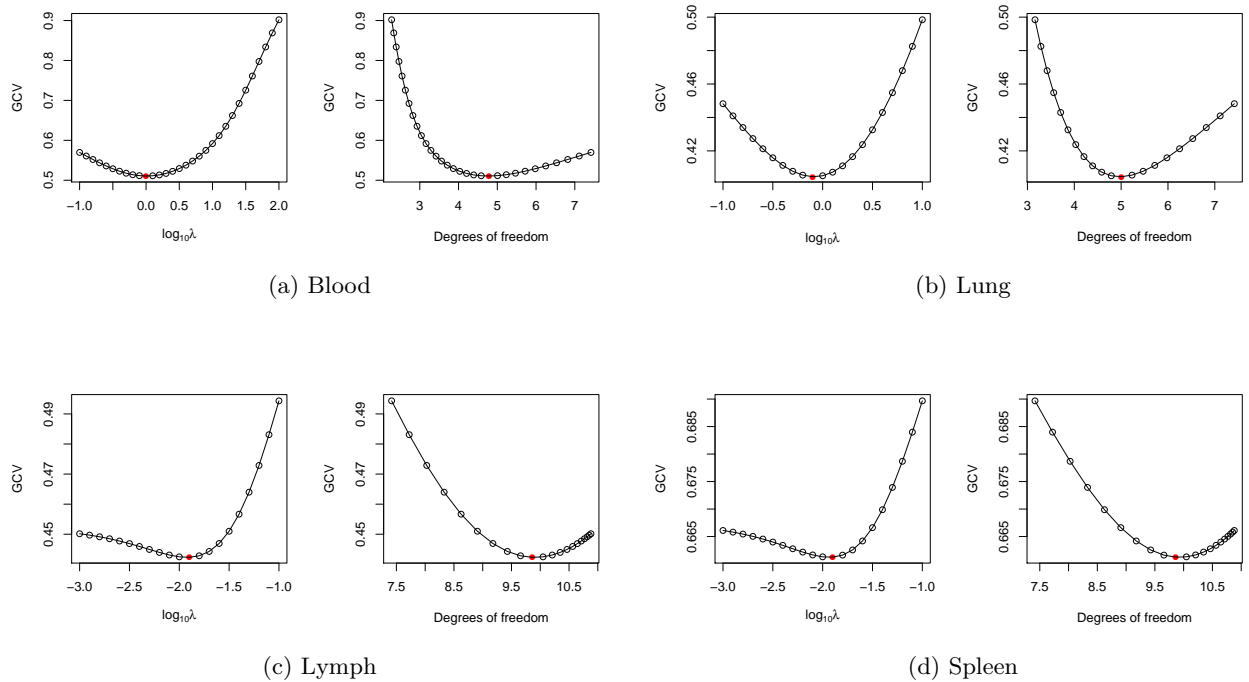 GCV
0.9
0.8
0.7
0.6
0.5
−1.0 0.0 0.5 1.0 1.5 2.0
log₁₀λ
GCV
0.9
0.8
0.7
0.6
0.5
3 4 5 6 7
Degrees of freedom
(a) Blood
GCV
0.50
0.46
0.42
−1.0 −0.5 0.0 0.5 1.0
log₁₀λ
GCV
0.50
0.46
0.42
3 4 5 6 7
Degrees of freedom
(b) Lung
GCV
0.49
0.47
0.45
−3.0 −2.5 −2.0 −1.5 −1.0
log₁₀λ
GCV
0.49
0.47
0.45
7.5 8.5 9.5 10.5
Degrees of freedom
(c) Lymph
GCV
0.685
0.675
0.665
−3.0 −2.5 −2.0 −1.5 −1.0
log₁₀λ
GCV
0.685
0.675
0.665
7.5 8.5 9.5 10.5
Degrees of freedom
(d) Spleen